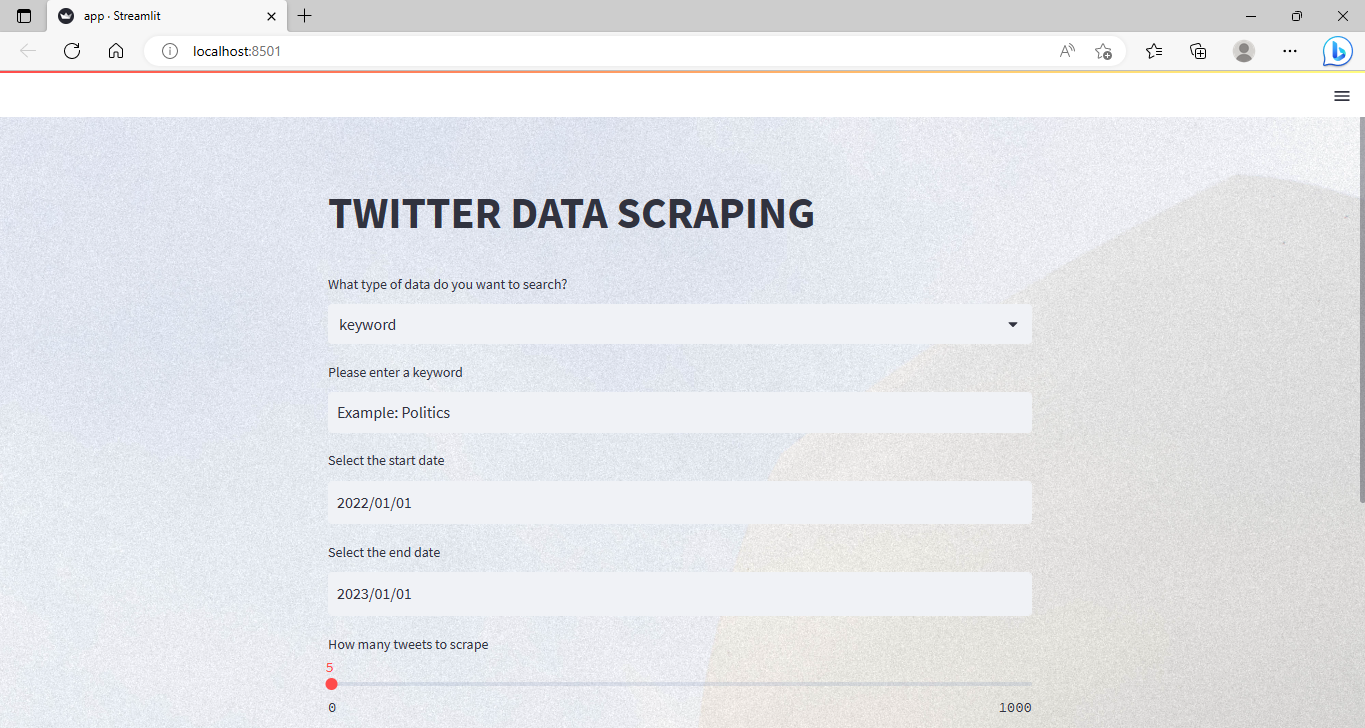 app · Streamlit
localhost:8501
TWITTER DATA SCRAPING
What type of data do you want to search?
keyword
Please enter a keyword
Example: Politics
Select the start date
2022/01/01
Select the end date
2023/01/01
How many tweets to scrape
5
0 1000